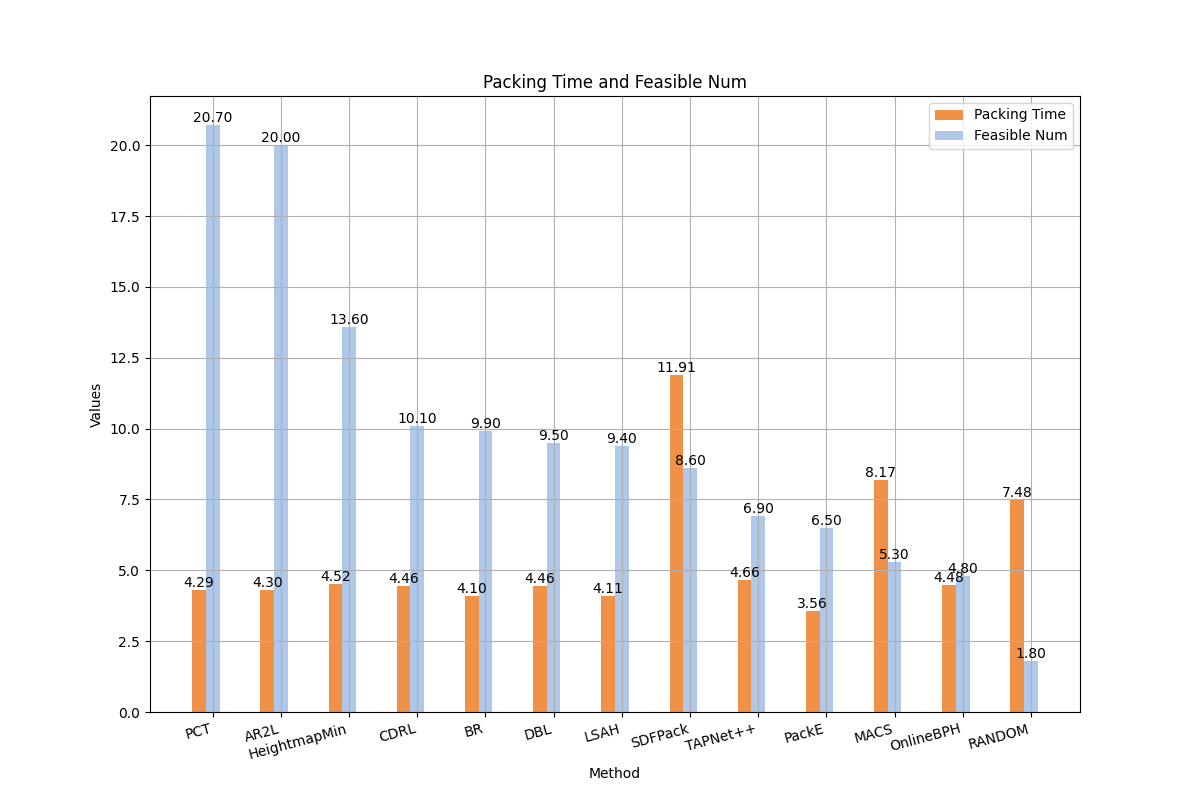 Packing Time and Feasible Num
Packing Time
Feasible Num
Values
20.0
17.5
15.0
12.5
10.0
7.5
5.0
2.5
0.0
4.29
20.70
4.30
20.00
4.52
13.60
4.46
10.10
4.10
9.90
4.46
9.50
4.11
9.40
11.91
8.60
4.66
6.90
3.56
6.50
8.17
5.30
4.48
4.80
7.48
1.80
PCT
AR2L
HeightmapMin
CDRL
BR
DBL
LSAH
SDFPack
TAPNet++
PackE
MACS
OnlineBPH
RANDOM
Method